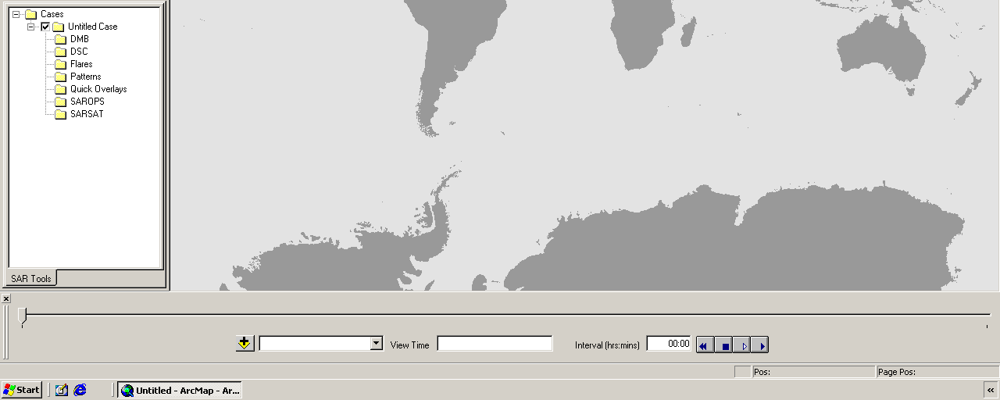 Cases
Untitled Case
DMB
DSC
Flares
Patterns
Quick Overlays
SAROPS
SARSAT
SAR Tools
View Time
Interval (hrs:mins)
00:00
Pos:
Page Pos:
Start
Untitled - ArcMap - Ar...